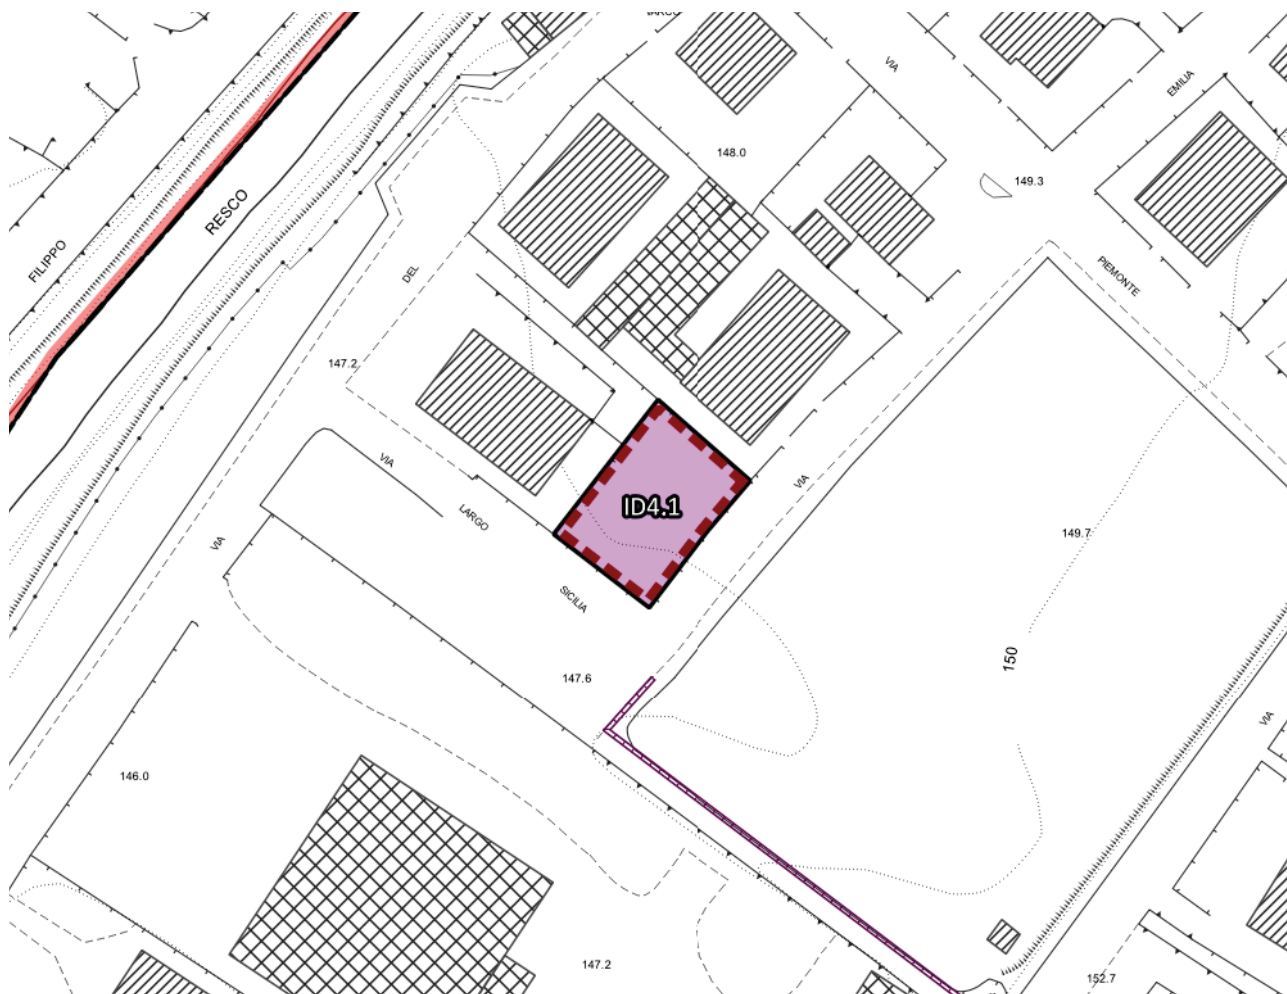 LARGO
VIA
EMILIA
148.0
149.3
RESCO
FILIPPO
DEL
PIEMONTE
147.2
VIA
VIA
ID4.1
LARGO
149.7
VIA
SICILIA
150
147.6
VIA
146.0
147.2
152.7